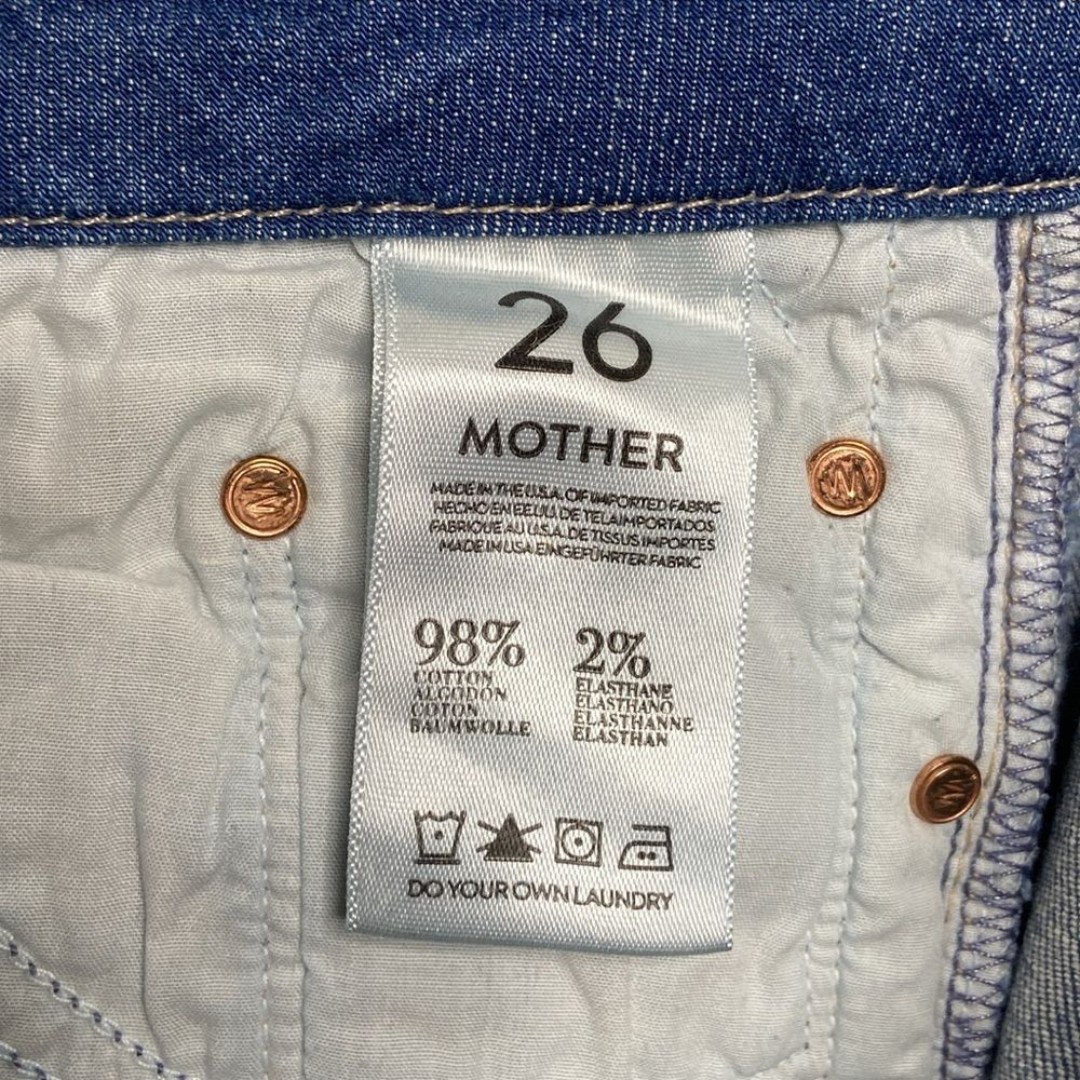 26
MOTHER
MADE IN THE U.S.A. OF IMPORTED FABRIC
HECHO EN EE.UU. DE TELA IMPORTADOS
FABRIQUE AU U.S.A. DE TISSUS IMPORTES
MADE IN USA EINGEFÜHRTER FABRIC
98%
COTTON
ALGODON
COTON
BAUMWOLLE
2%
ELASTHANE
ELASTHANO
ELASTHANNE
ELASTHAN
DO YOUR OWN LAUNDRY